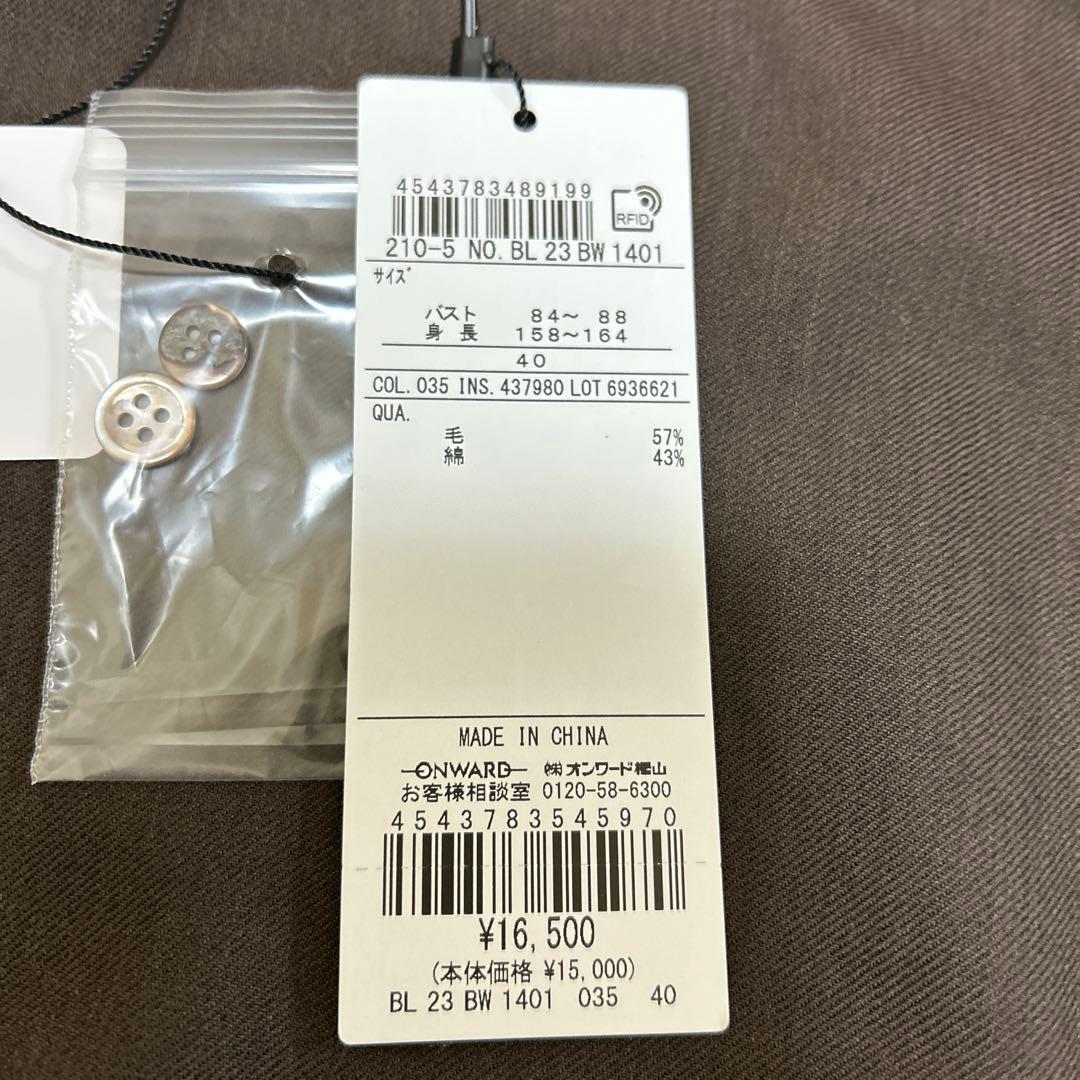 4543783489199
RFID
210-5 NO. BL 23 BW 1401
サイズ
バスト 84～ 88
身長 158～164
40
COL. 035 INS. 437980 LOT 6936621
QUA.
毛 57%
綿 43%
MADE IN CHINA
ONWARD ㈱オンワード樫山
お客様相談室 0120-58-6300
4543783545970
¥16,500
(本体価格 ¥15,000)
BL 23 BW 1401 035 40